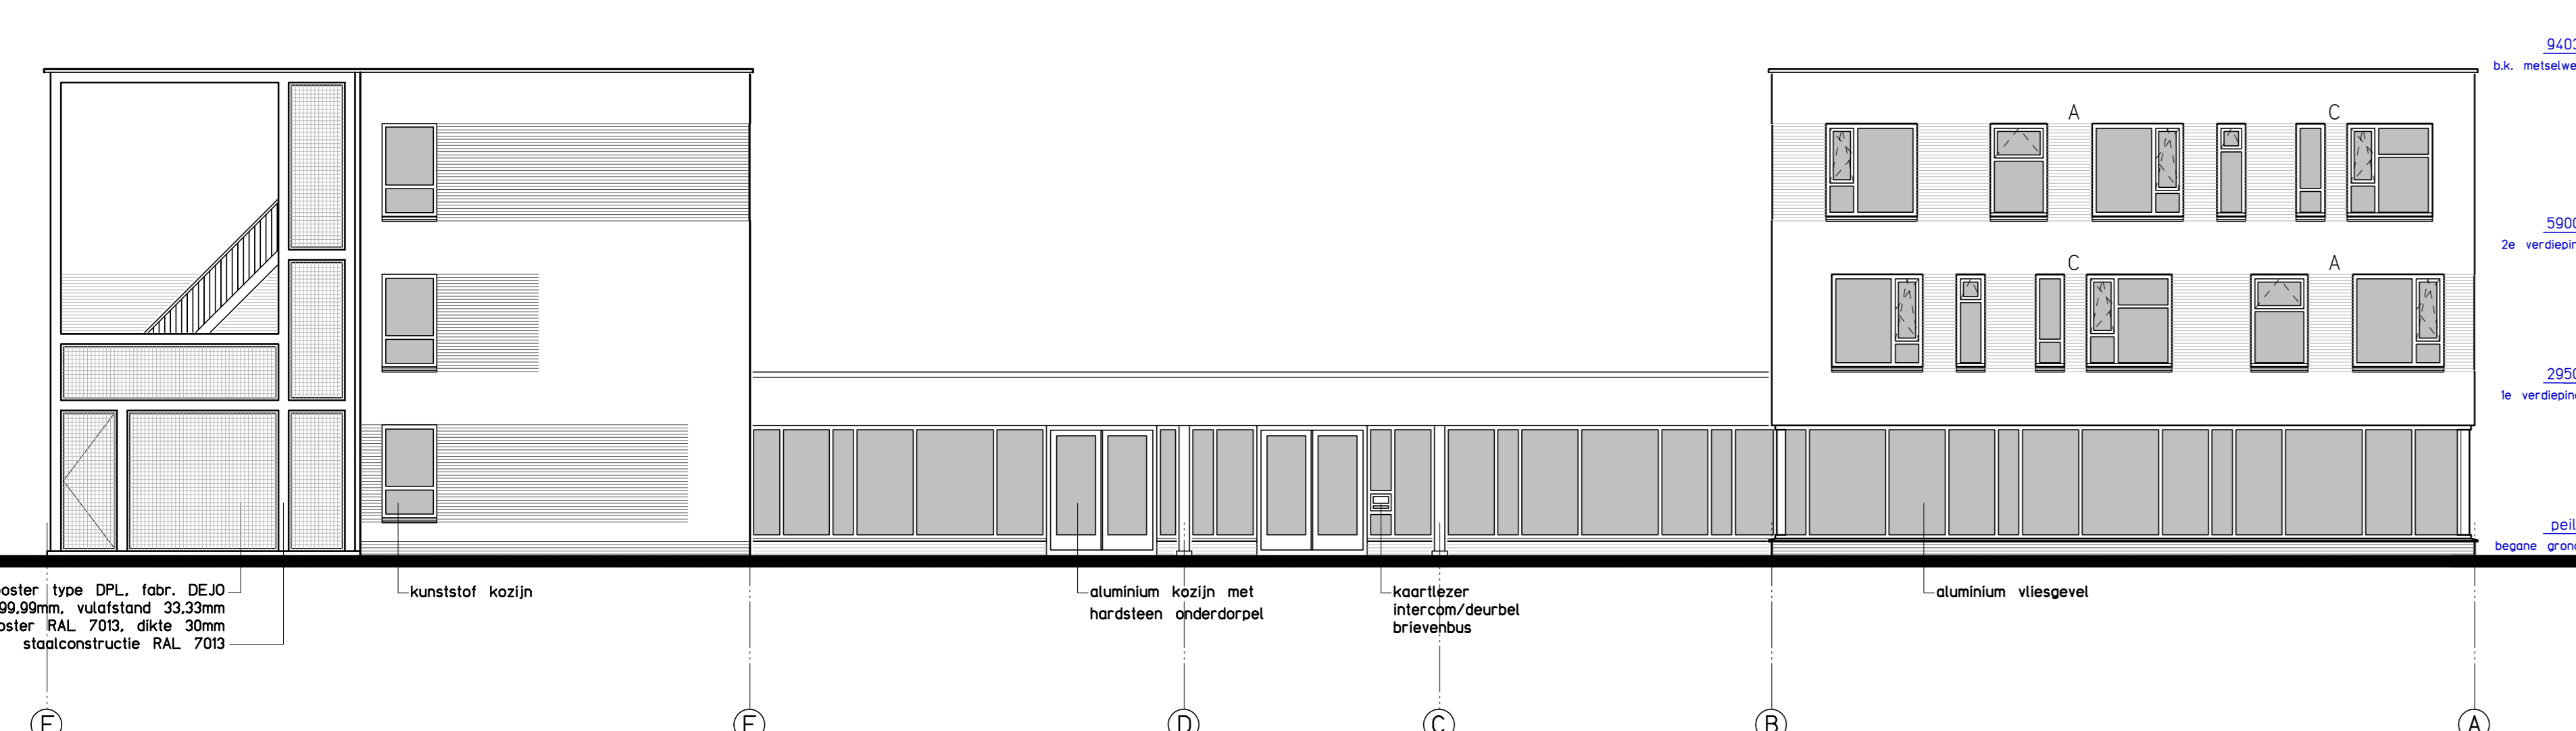 9403
b.k. metselwe
A
C
5900
2e verdiepin
C
A
2950
1e verdiepin
peil
begane gron
ooster type DPL, fabr. DEJO
99,99mm, vulafstand 33,33mm
oster RAL 7013, dikte 30mm
staalconstructie RAL 7013
kunststof kozijn
aluminium kozijn met
hardsteen onderdorpel
kaartlezer
intercom/deurbel
brievenbus
aluminium vliesgevel
D
C
B
A